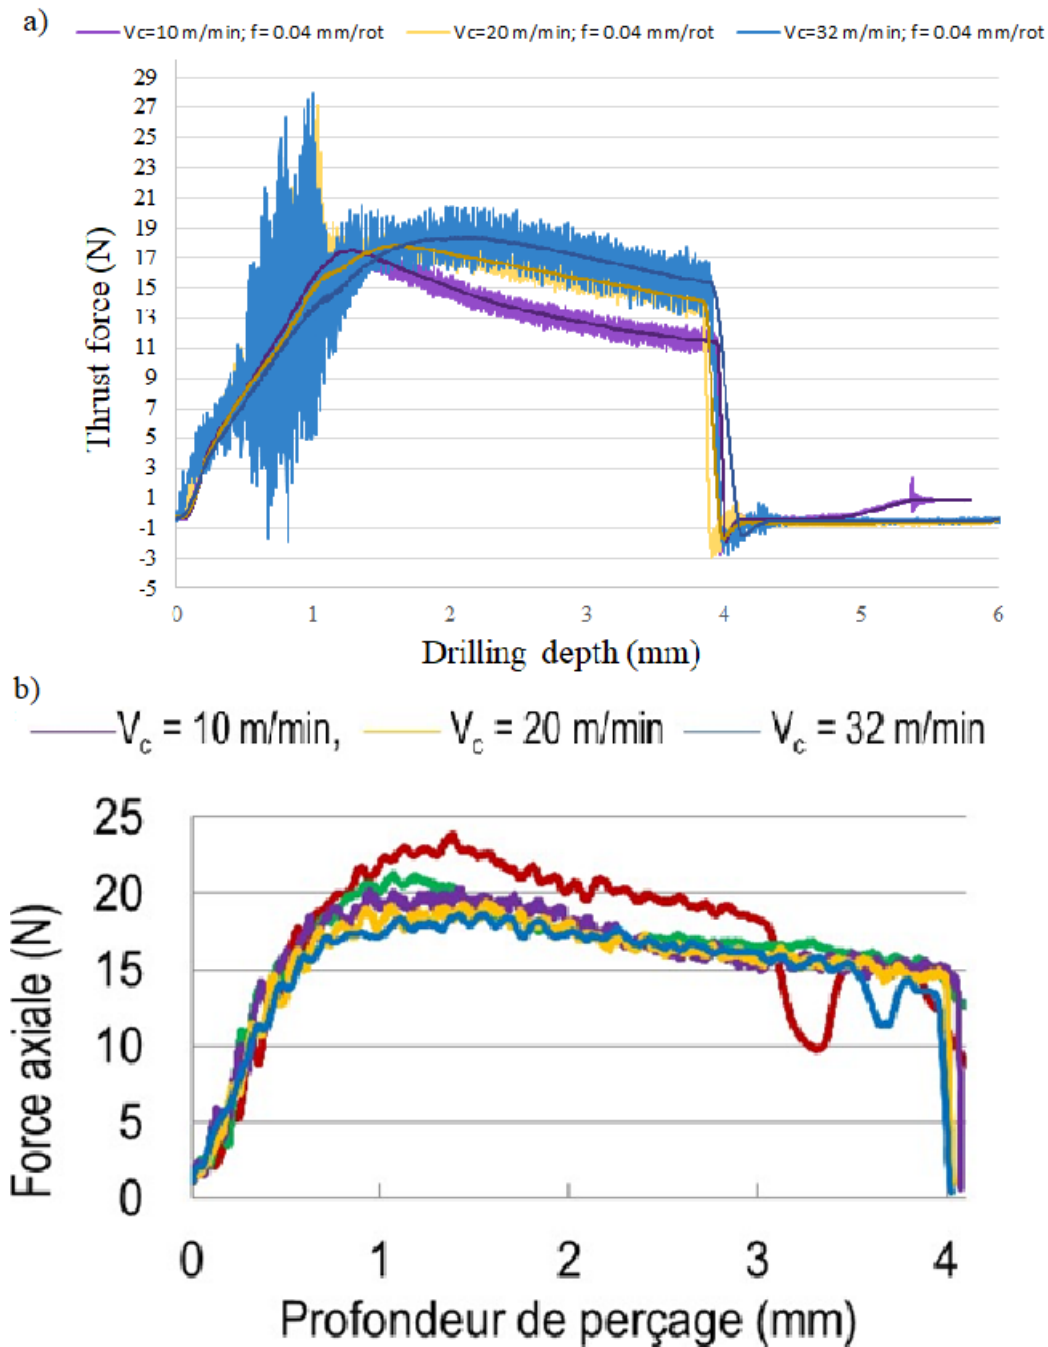 a)
Vc=10 m/min; f= 0.04 mm/rot Vc=20 m/min; f= 0.04 mm/rot Vc=32 m/min; f= 0.04 mm/rot
29
27
25
23
21
19
17
15
13
11
9
7
5
3
1
-1
-3
-5
Thrust force (N)
0 1 2 3 4 5 6
Drilling depth (mm)
b)
Vc = 10 m/min, Vc = 20 m/min Vc = 32 m/min
25
20
15
10
5
0
Force axiale (N)
0 1 2 3 4
Profondeur de perçage (mm)